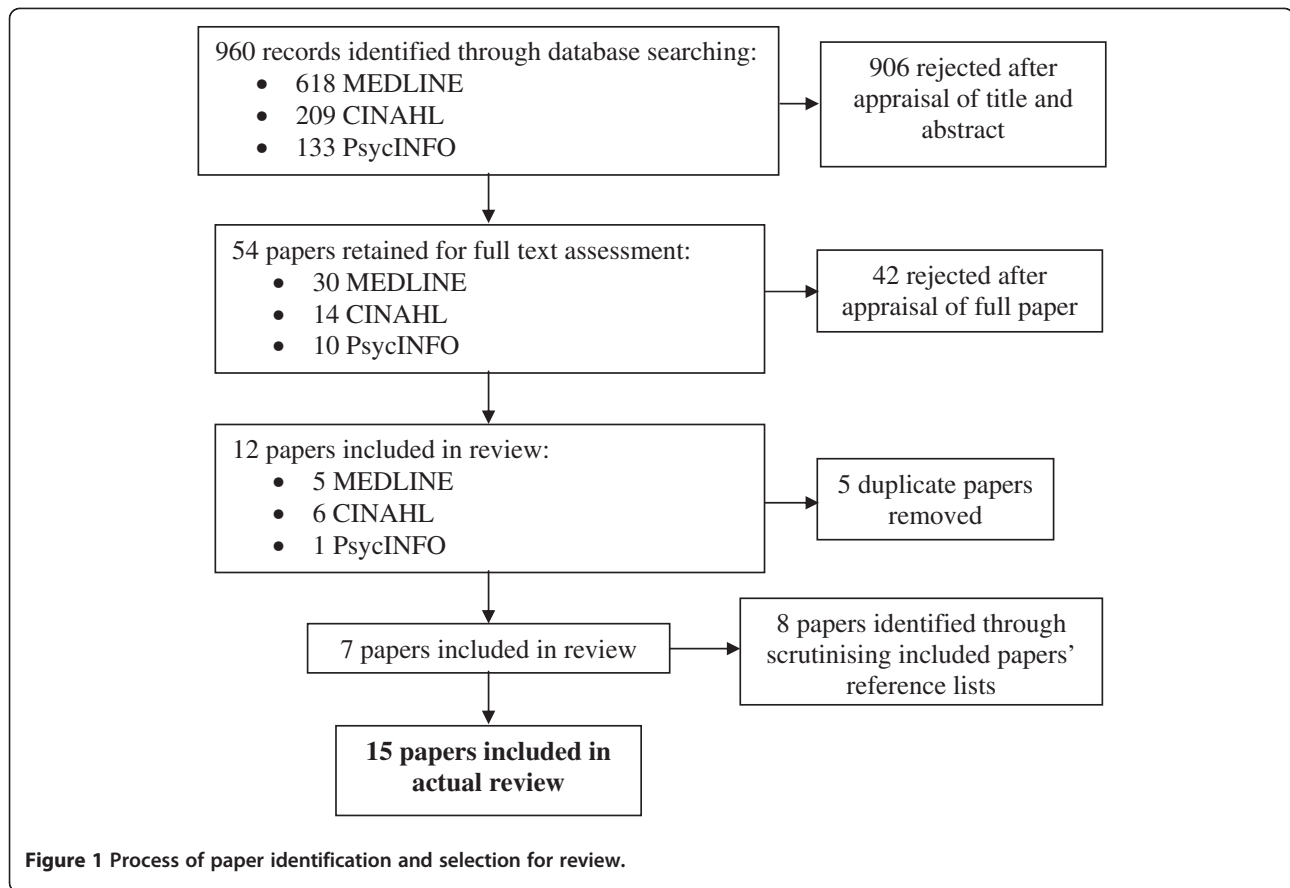 960 records identified through database searching:
• 618 MEDLINE
• 209 CINAHL
• 133 PsycINFO
906 rejected after
appraisal of title and
abstract
54 papers retained for full text assessment:
• 30 MEDLINE
• 14 CINAHL
• 10 PsycINFO
42 rejected after
appraisal of full paper
12 papers included in review:
• 5 MEDLINE
• 6 CINAHL
• 1 PsycINFO
5 duplicate papers
removed
7 papers included in review
8 papers identified through
scrutinising included papers’
reference lists
15 papers included in
actual review
Figure 1 Process of paper identification and selection for review.